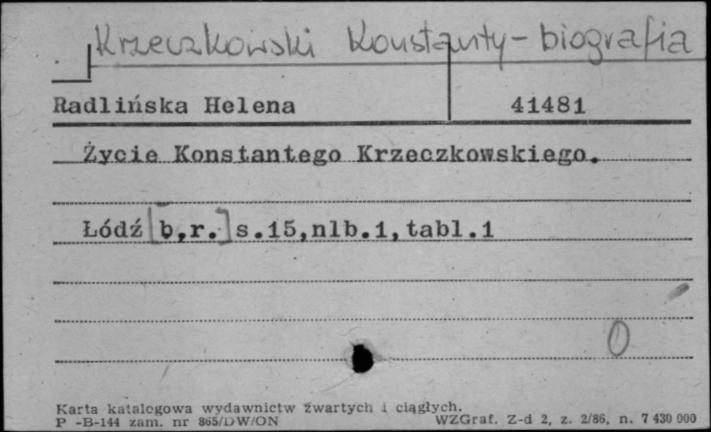 Krzeczkowski Konstanty - biografia
Radlińska Helena 41481
Życie Konstantego Krzeczkowskiego.
Łódź [b,r.] s.15,nlb.1,tabl.1
0
Karta katalogowa wydawnictw zwartych i ciągłych.
P -B-144 zam. nr 865/DW/ON WZGraf. Z-d 2, z. 2/86, n. 7 430 000